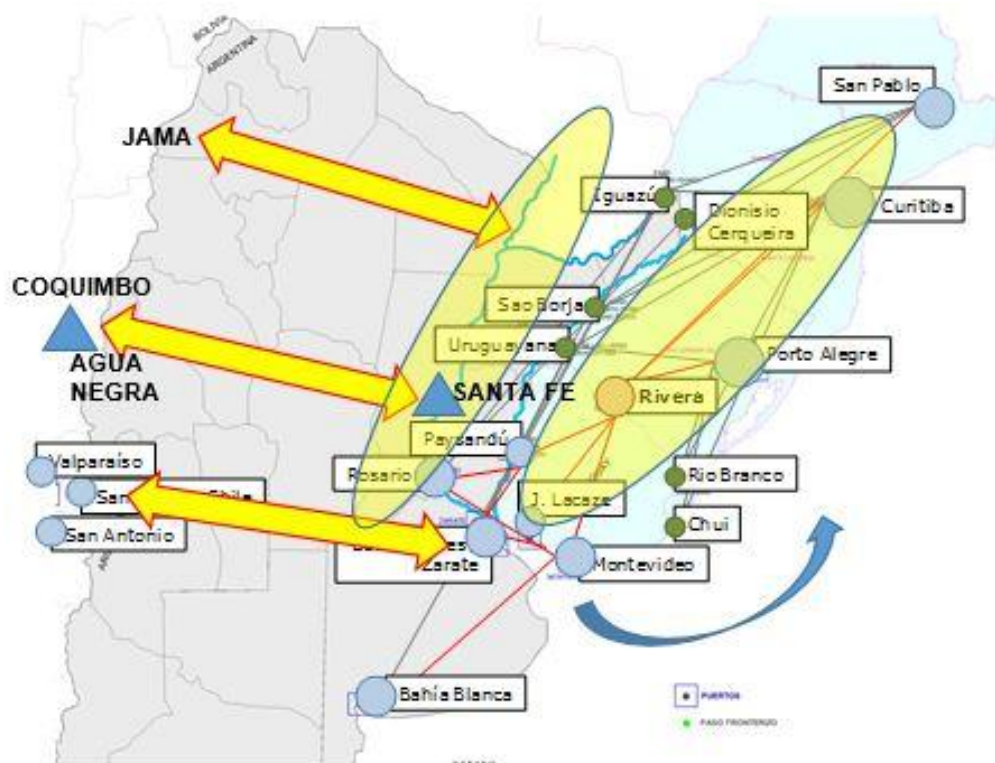 BOLIVIA
ARGENTINA
San Pablo
JAMA
Iguazú
Dionisio
Cerqueira
Curitiba
COQUIMBO
Sao Borja
Uruguayana
Porto Alegre
AGUA
NEGRA
SANTA FE
Rivera
Paysandú
Valparaíso
Rosario
Rio Branco
San
J. Lacaze
San Antonio
Chui
Zarate
Montevideo
Bahía Blanca
PUERTOS
PASO FRONTERIZO